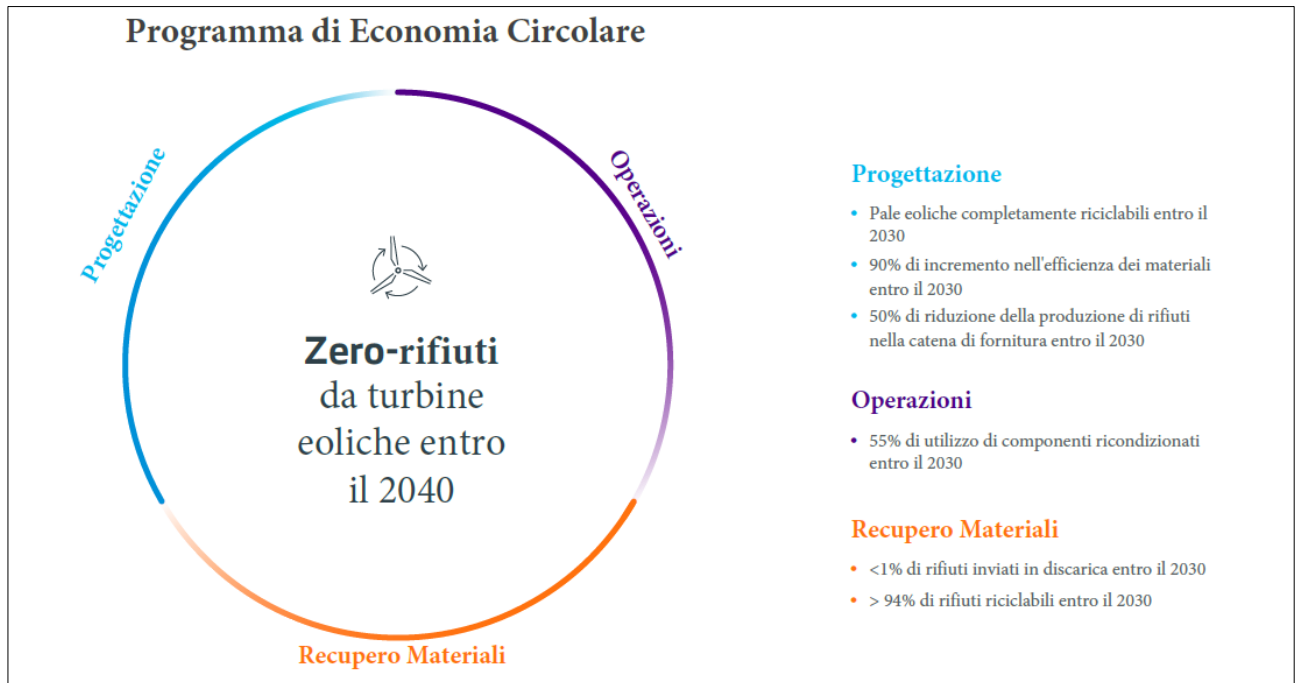 Programma di Economia Circolare
Progettazione
Operazioni
Zero-rifiuti
da turbine
eoliche entro
il 2040
Recupero Materiali
Progettazione
• Pale eoliche completamente riciclabili entro il
2030
• 90% di incremento nell'efficienza dei materiali
entro il 2030
• 50% di riduzione della produzione di rifiuti
nella catena di fornitura entro il 2030
Operazioni
• 55% di utilizzo di componenti ricondizionati
entro il 2030
Recupero Materiali
• <1% di rifiuti inviati in discarica entro il 2030
• > 94% di rifiuti riciclabili entro il 2030